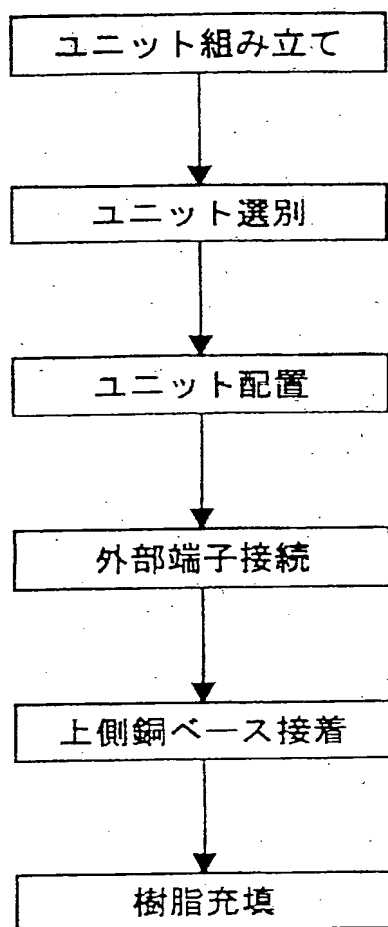 ユニット組み立て
ユニット選別
ユニット配置
外部端子接続
上側銅ベース接着
樹脂充填